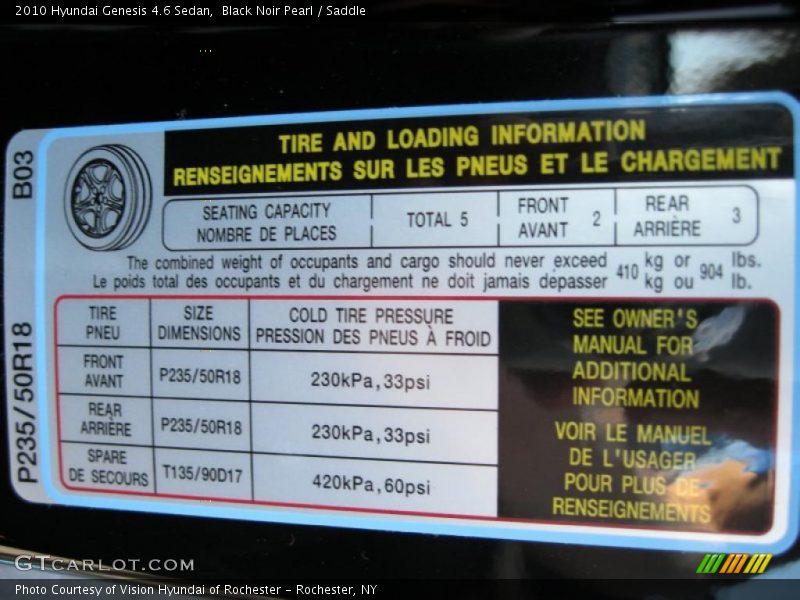 2010 Hyundai Genesis 4.6 Sedan,  Black Noir Pearl / Saddle
B03
P235/50R18
TIRE AND LOADING INFORMATION
RENSEIGNEMENTS SUR LES PNEUS ET LE CHARGEMENT
SEATING CAPACITY
NOMBRE DE PLACES
TOTAL 5
FRONT
AVANT
2
REAR
ARRIÈRE
3
The combined weight of occupants and cargo should never exceed
Le poids total des occupants et du chargement ne doit jamais dépasser
410
kg or
kg ou
904
lbs.
lb.
TIRE
PNEU
SIZE
DIMENSIONS
COLD TIRE PRESSURE
PRESSION DES PNEUS À FROID
FRONT
AVANT
P235/50R18
230kPa,33psi
REAR
ARRIÈRE
P235/50R18
230kPa,33psi
SPARE
DE SECOURS
T135/90D17
420kPa,60psi
SEE OWNER'S
MANUAL FOR
ADDITIONAL
INFORMATION
VOIR LE MANUEL
DE L'USAGER
POUR PLUS DE
RENSEIGNEMENTS
GTCARLOT.COM
Photo Courtesy of Vision Hyundai of Rochester - Rochester, NY